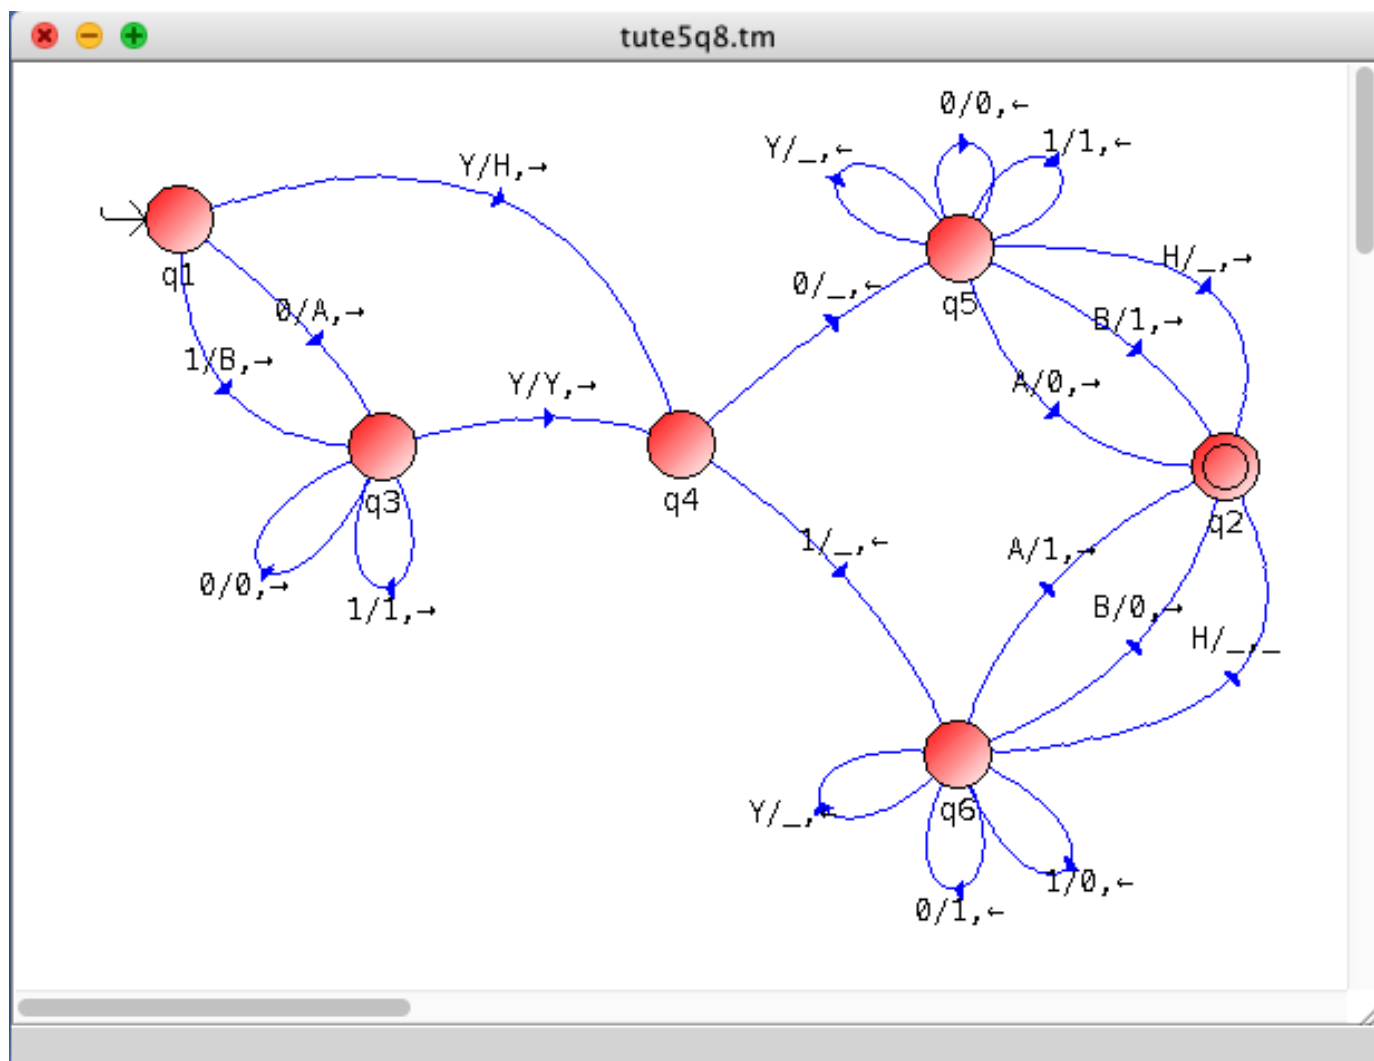 tute5q8.tm
0/0,←
Y/_,←
1/1,←
Y/H,→
q1
H/_,→
0/_,←
q5
0/A,→
B/1,→
1/B,→
Y/Y,→
A/0,→
q3
q4
q2
1/_,←
A/1,→
0/0,→
1/1,→
B/0,→
H/_,_
Y/_,←
q6
1/0,←
0/1,←